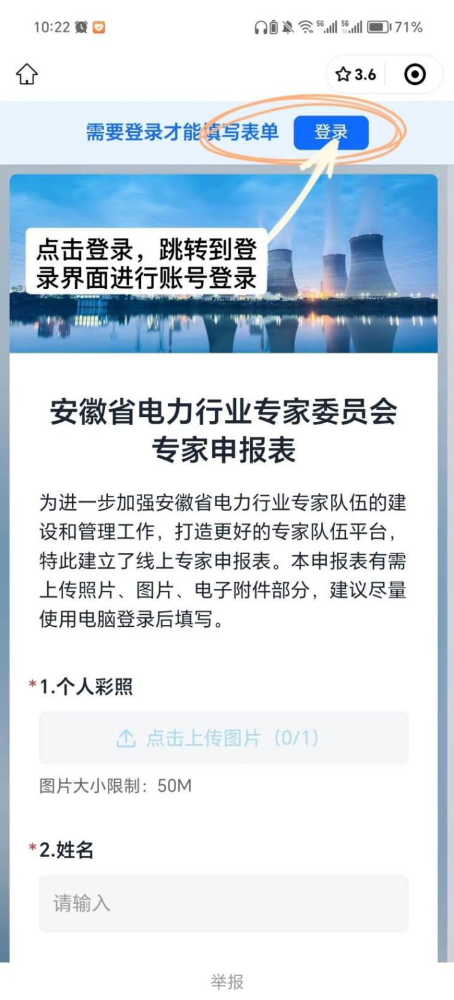 10:22
5G 5G 71%
3.6
需要登录才能填写表单 登录
点击登录，跳转到登
录界面进行账号登录
安徽省电力行业专家委员会
专家申报表
为进一步加强安徽省电力行业专家队伍的建
设和管理工作，打造更好的专家队伍平台，
特此建立了线上专家申报表。本申报表有需
上传照片、图片、电子附件部分，建议尽量
使用电脑登录后填写。
*1.个人彩照
点击上传图片（0/1）
图片大小限制：50M
*2.姓名
请输入
举报